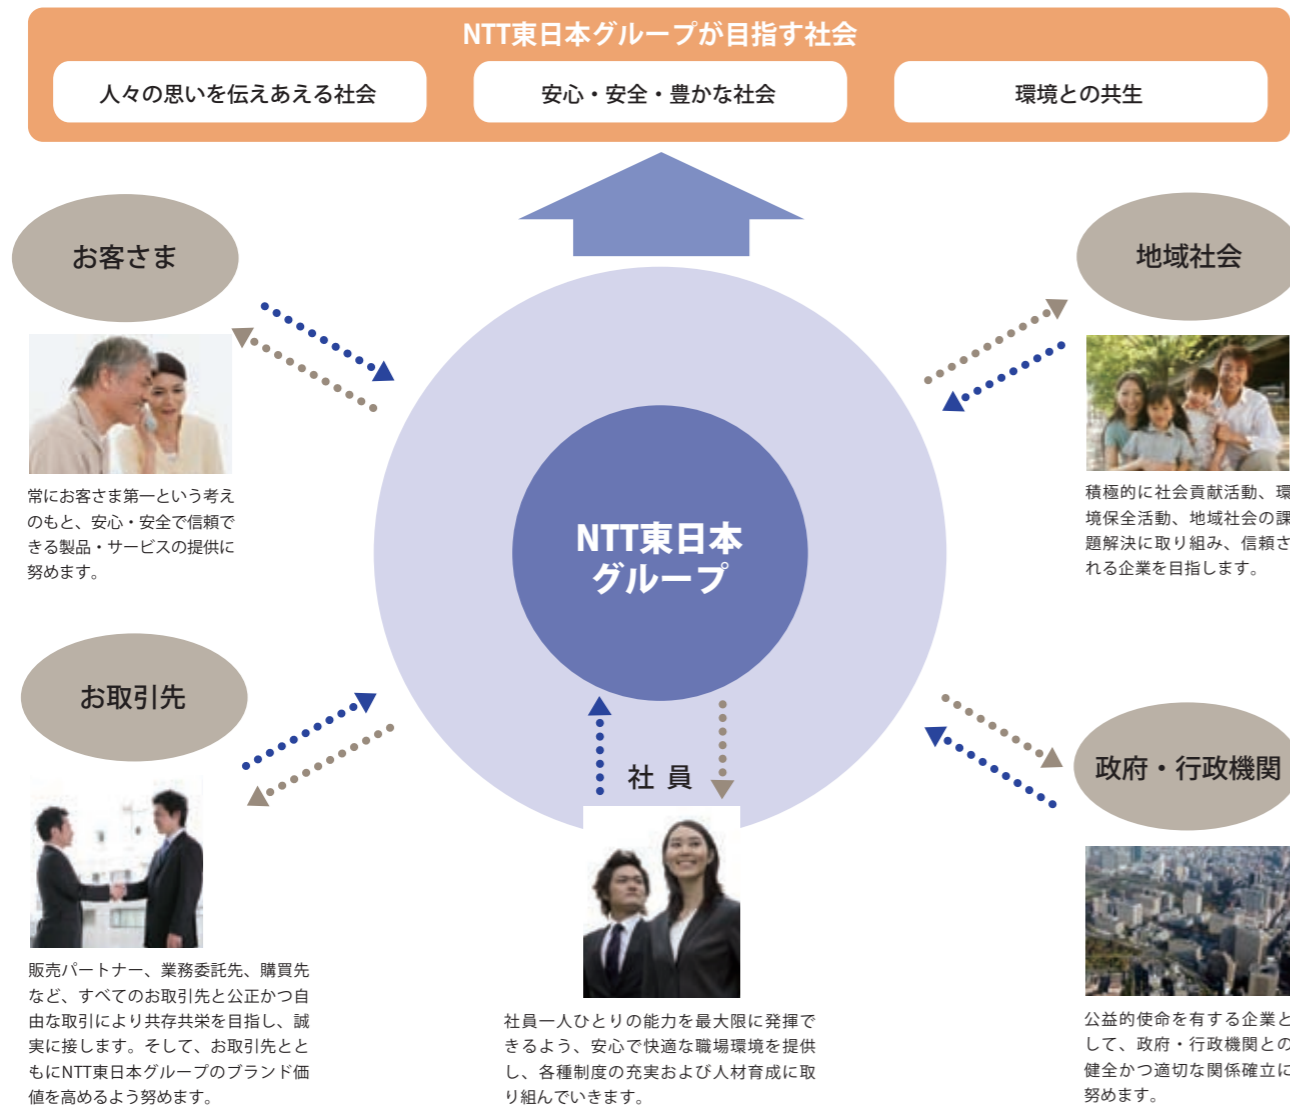 NTT東日本グループが目指す社会
人々の思いを伝えあえる社会
安心・安全・豊かな社会
環境との共生
お客さま
地域社会
常にお客さま第一という考え
のもと、安心・安全で信頼で
きる製品・サービスの提供に
努めます。
積極的に社会貢献活動、環
境保全活動、地域社会の課
題解決に取り組み、信頼さ
れる企業を目指します。
NTT東日本
グループ
お取引先
政府・行政機関
社 員
販売パートナー、業務委託先、購買先
など、すべてのお取引先と公正かつ自
由な取引により共存共栄を目指し、誠
実に接します。そして、お取引先とと
もにNTT東日本グループのブランド価
値を高めるよう努めます。
社員一人ひとりの能力を最大限に発揮で
きるよう、安心で快適な職場環境を提供
し、各種制度の充実および人材育成に取
り組んでいきます。
公益的使命を有する企業と
して、政府・行政機関との
健全かつ適切な関係確立に
努めます。